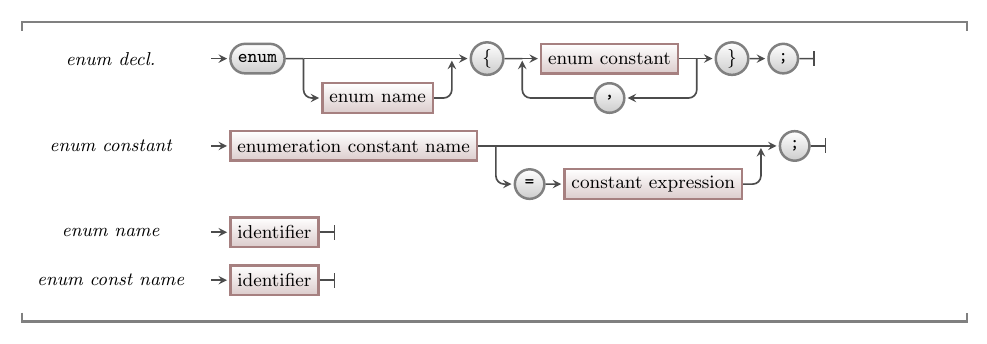 enum decl. enum { enum constant } ;
enum name ,
enum constant enumeration constant name ;
= constant expression
enum name identifier
enum const name identifier